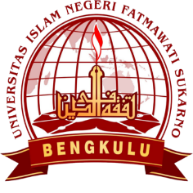 UNIVERSITAS ISLAM NEGERI FATMAWATI SUKARNO
BENGKULU